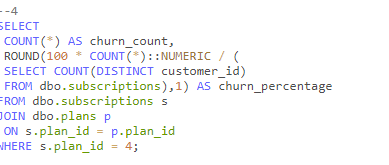 --4
SELECT
COUNT(*) AS churn_count,
ROUND(100 * COUNT(*)::NUMERIC / (
SELECT COUNT(DISTINCT customer_id)
FROM dbo.subscriptions),1) AS churn_percentage
FROM dbo.subscriptions s
JOIN dbo.plans p
ON s.plan_id = p.plan_id
WHERE s.plan_id = 4;